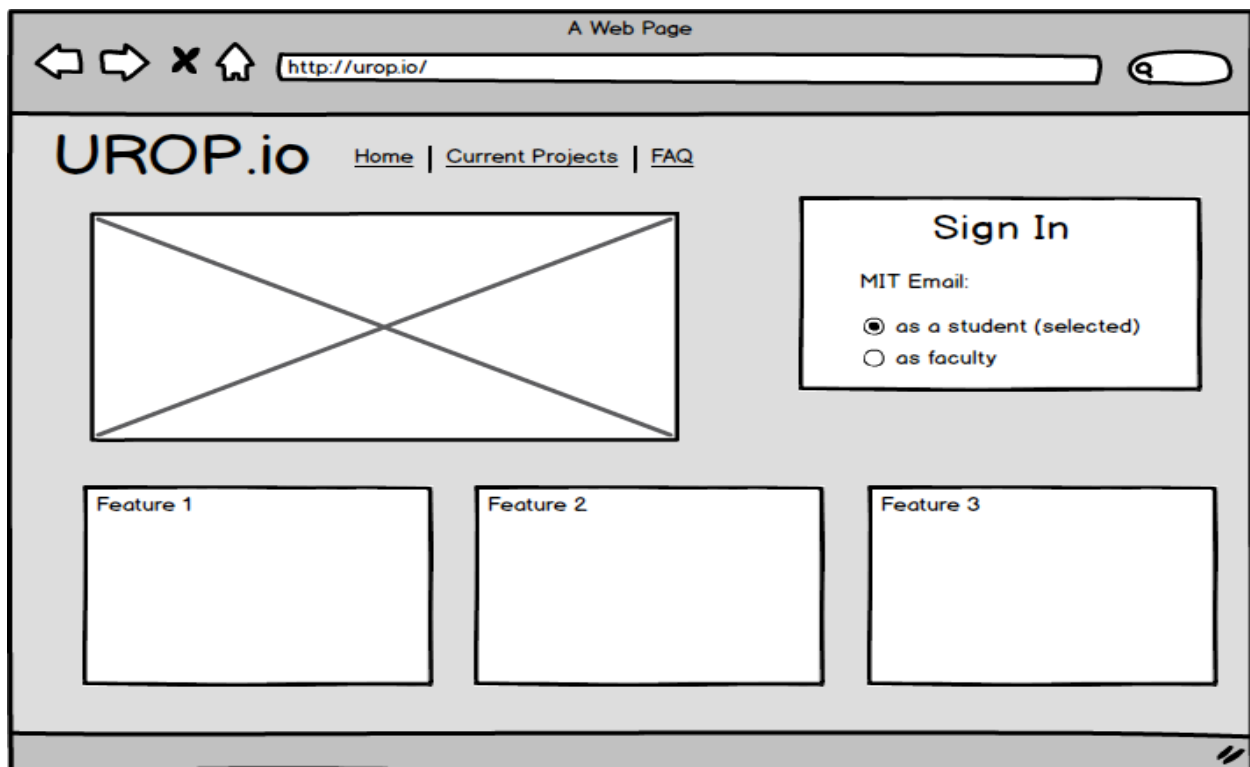 A Web Page
http://urop.io/
UROP.io Home | Current Projects | FAQ
Sign In
MIT Email:
as a student (selected)
as faculty
Feature 1
Feature 2
Feature 3